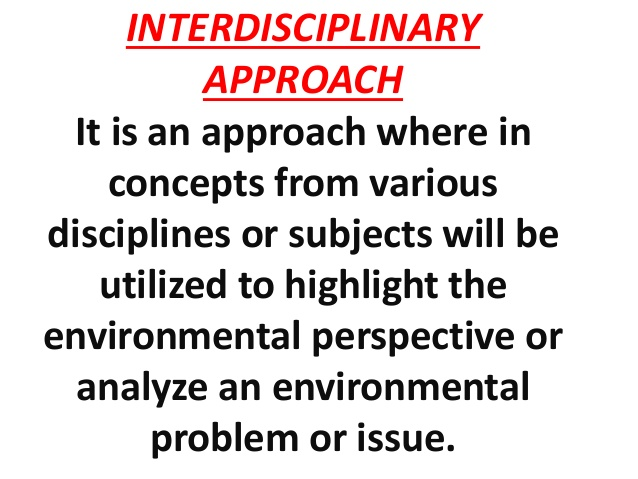 INTERDISCIPLINARY
APPROACH
It is an approach where in
concepts from various
disciplines or subjects will be
utilized to highlight the
environmental perspective or
analyze an environmental
problem or issue.